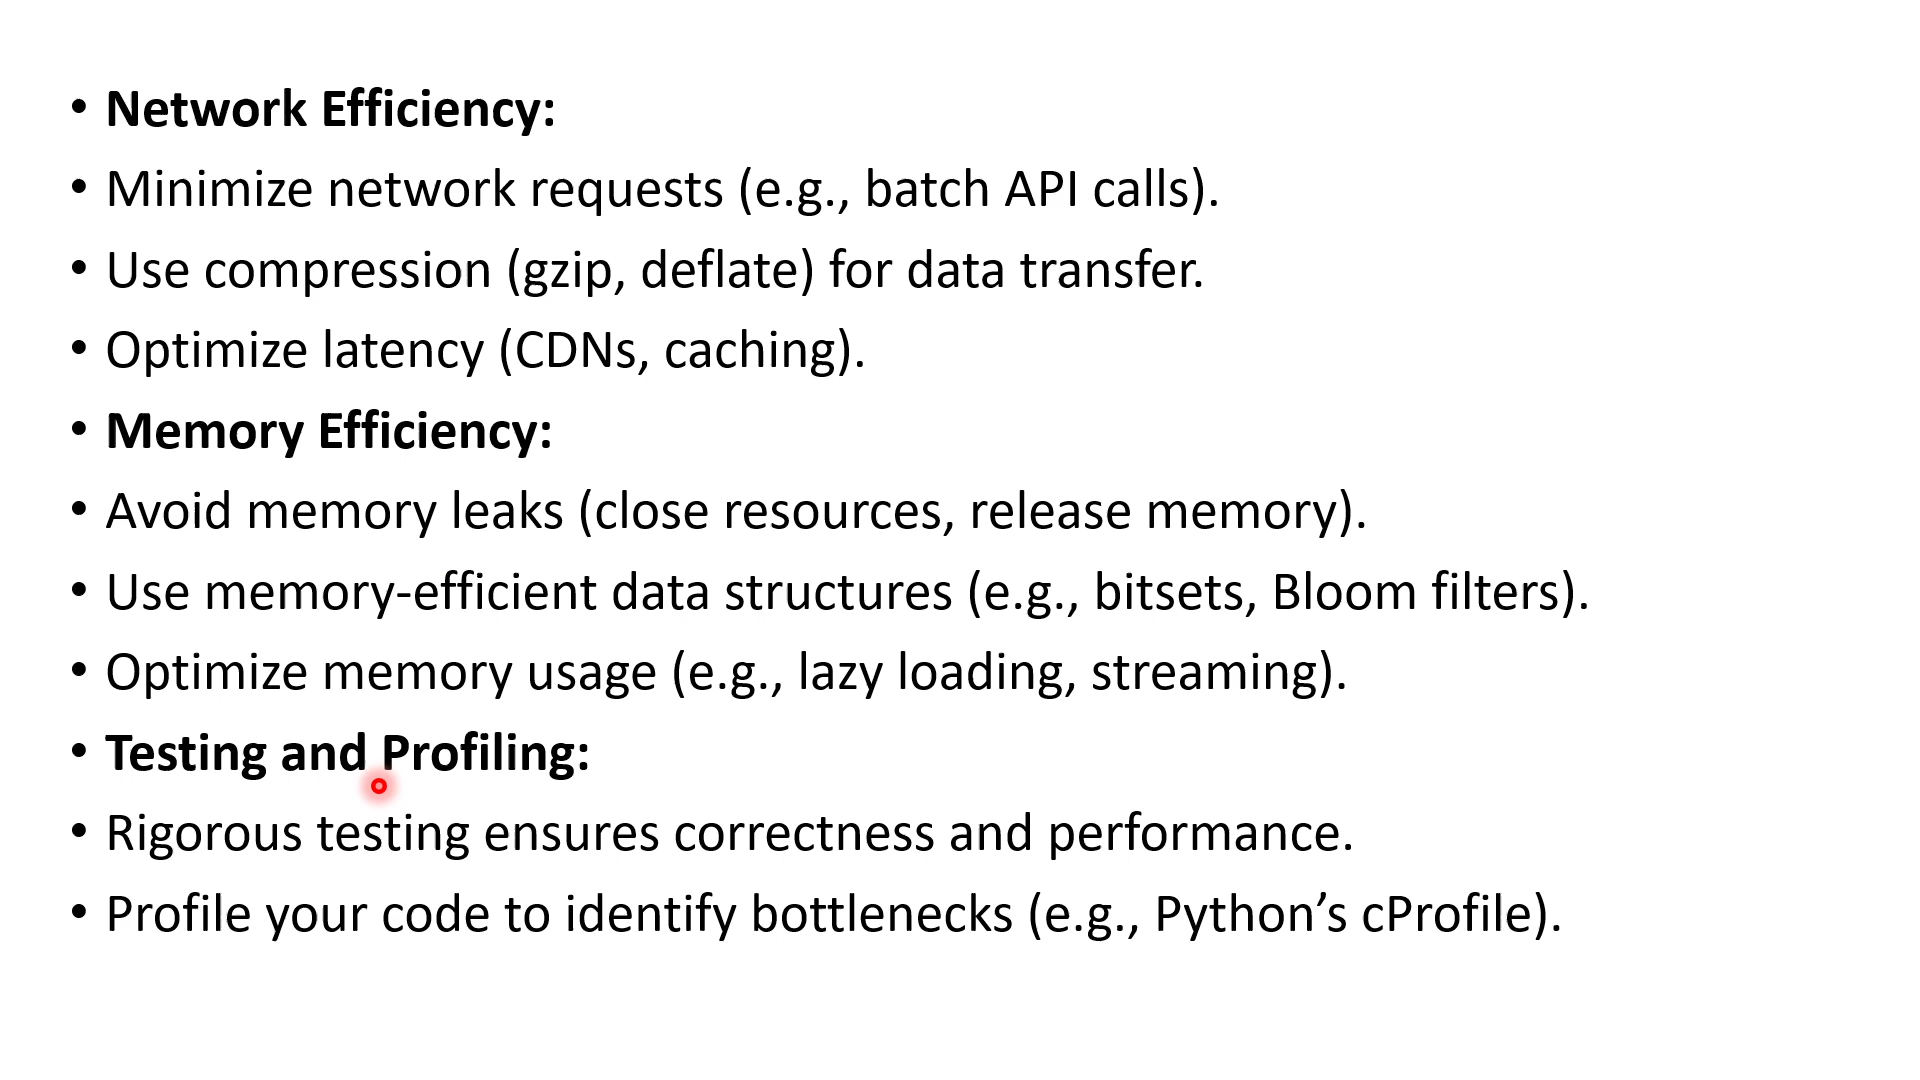 • Network Efficiency:
• Minimize network requests (e.g., batch API calls).
• Use compression (gzip, deflate) for data transfer.
• Optimize latency (CDNs, caching).
• Memory Efficiency:
• Avoid memory leaks (close resources, release memory).
• Use memory-efficient data structures (e.g., bitsets, Bloom filters).
• Optimize memory usage (e.g., lazy loading, streaming).
• Testing and Profiling:
• Rigorous testing ensures correctness and performance.
• Profile your code to identify bottlenecks (e.g., Python’s cProfile).